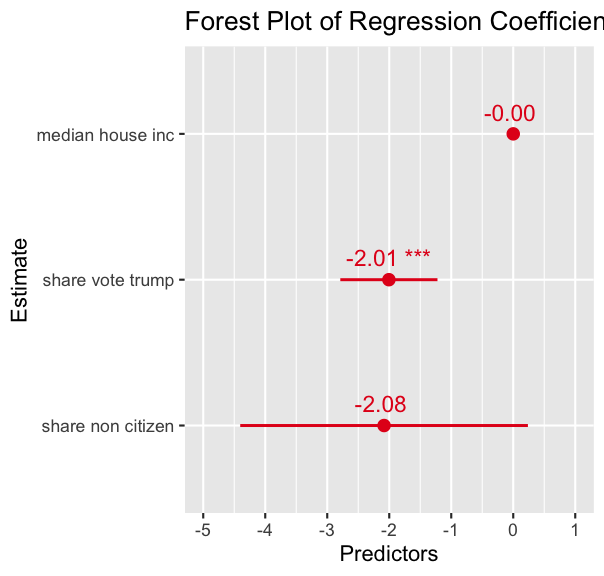 Forest Plot of Regression Coefficien
-0.00
median house inc
-2.01 ***
share vote trump
-2.08
share non citizen
Estimate
-5 -4 -3 -2 -1 0 1
Predictors